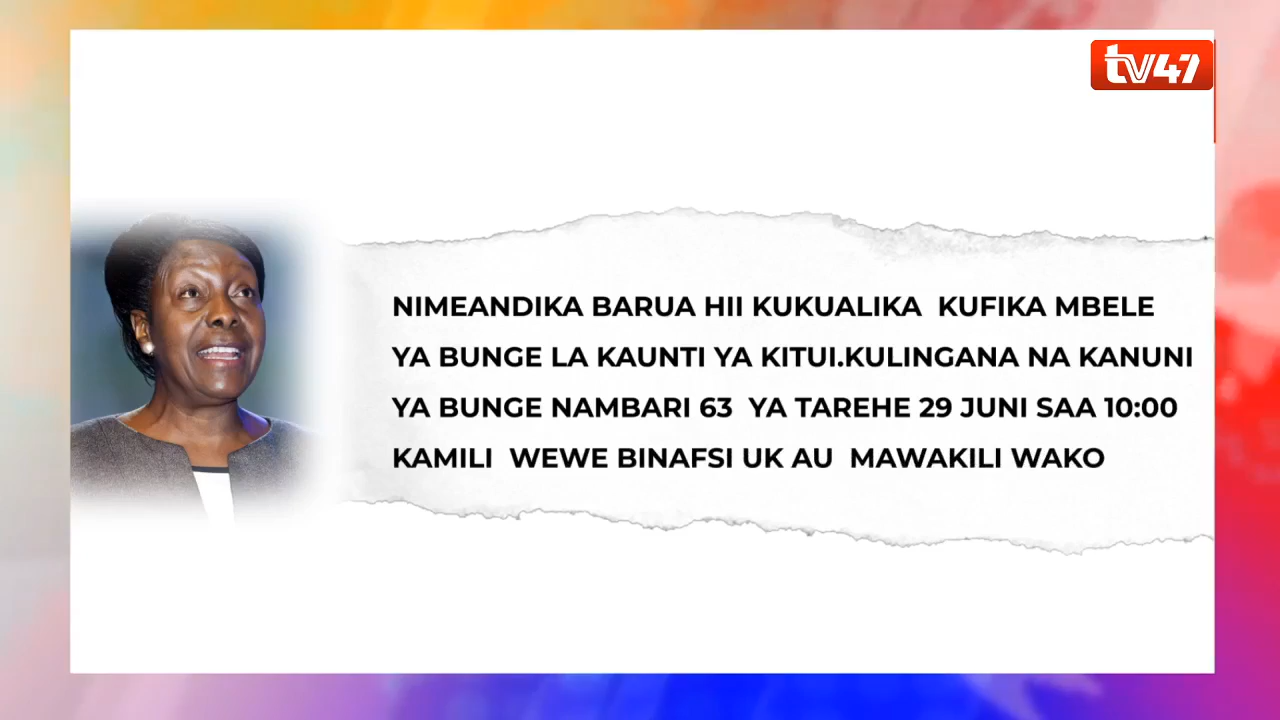 tv47
NIMEANDIKA BARUA HII KUKUALIKA  KUFIKA MBELE
YA BUNGE LA KAUNTI YA KITUI.KULINGANA NA KANUNI
YA BUNGE NAMBARI 63  YA TAREHE 29 JUNI SAA 10:00
KAMILI  WEWE BINAFSI UK AU  MAWAKILI WAKO